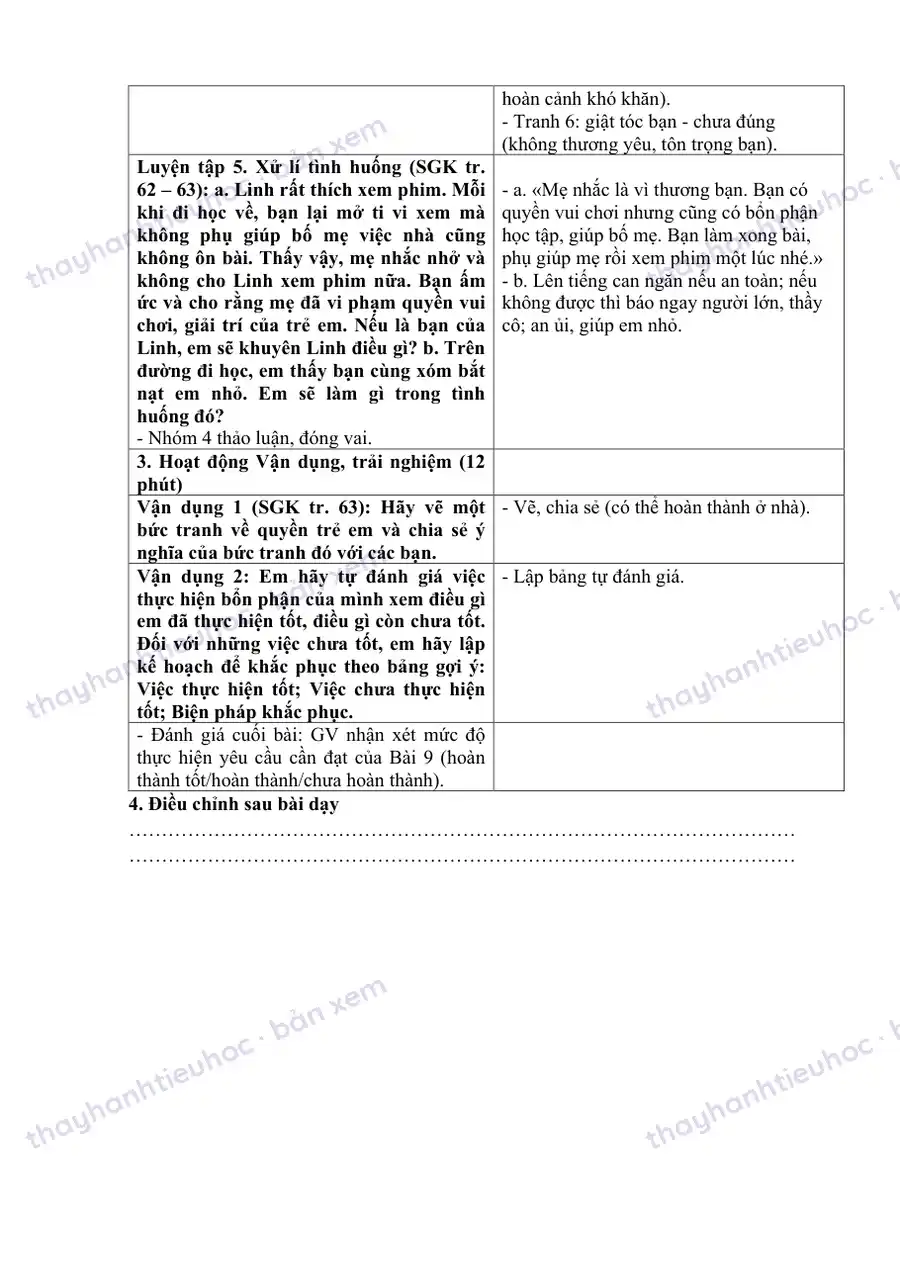 hoàn cảnh khó khăn).
- Tranh 6: giật tóc bạn - chưa đúng
(không thương yêu, tôn trọng bạn).
Luyện tập 5. Xử lí tình huống (SGK tr.
62 – 63): a. Linh rất thích xem phim. Mỗi
khi đi học về, bạn lại mở ti vi xem mà
không phụ giúp bố mẹ việc nhà cũng
không ôn bài. Thấy vậy, mẹ nhắc nhở và
không cho Linh xem phim nữa. Bạn ấm
ức và cho rằng mẹ đã vi phạm quyền vui
chơi, giải trí của trẻ em. Nếu là bạn của
Linh, em sẽ khuyên Linh điều gì? b. Trên
đường đi học, em thấy bạn cùng xóm bắt
nạt em nhỏ. Em sẽ làm gì trong tình
huống đó?
- Nhóm 4 thảo luận, đóng vai.
- a. «Mẹ nhắc là vì thương bạn. Bạn có
quyền vui chơi nhưng cũng có bổn phận
học tập, giúp bố mẹ. Bạn làm xong bài,
phụ giúp mẹ rồi xem phim một lúc nhé.»
- b. Lên tiếng can ngăn nếu an toàn; nếu
không được thì báo ngay người lớn, thầy
cô; an ủi, giúp em nhỏ.
3. Hoạt động Vận dụng, trải nghiệm (12
phút)
Vận dụng 1 (SGK tr. 63): Hãy vẽ một
bức tranh về quyền trẻ em và chia sẻ ý
nghĩa của bức tranh đó với các bạn.
- Vẽ, chia sẻ (có thể hoàn thành ở nhà).
Vận dụng 2: Em hãy tự đánh giá việc
thực hiện bổn phận của mình xem điều gì
em đã thực hiện tốt, điều gì còn chưa tốt.
Đối với những việc chưa tốt, em hãy lập
kế hoạch để khắc phục theo bảng gợi ý:
Việc thực hiện tốt; Việc chưa thực hiện
tốt; Biện pháp khắc phục.
- Lập bảng tự đánh giá.
- Đánh giá cuối bài: GV nhận xét mức độ
thực hiện yêu cầu cần đạt của Bài 9 (hoàn
thành tốt/hoàn thành/chưa hoàn thành).
4. Điều chỉnh sau bài dạy
…………………………………………………………………………………………
…………………………………………………………………………………………
thayhanhtieuhoc · bản xem
thayhanhtieuhoc · b
thayhanhtieuhoc · bản xem
thayhanhtieuhoc · b
thayhanhtieuhoc · bản xem
thayhanhtieuhoc · b